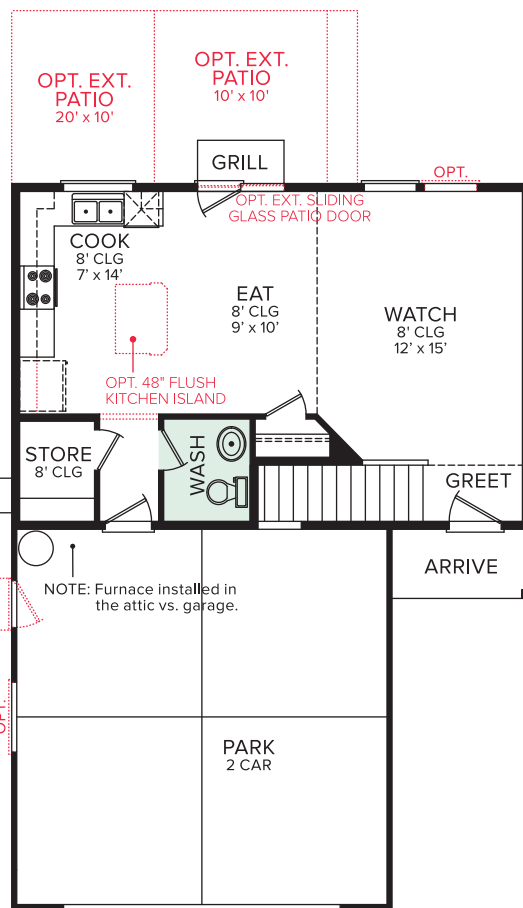 OPT. EXT.
PATIO
20' x 10'
OPT. EXT.
PATIO
10' x 10'
GRILL
OPT.
OPT. EXT. SLIDING
GLASS PATIO DOOR
COOK
8' CLG
7' x 14'
EAT
8' CLG
9' x 10'
WATCH
8' CLG
12' x 15'
OPT. 48" FLUSH
KITCHEN ISLAND
STORE
8' CLG
WASH
GREET
ARRIVE
NOTE: Furnace installed in
the attic vs. garage.
OPT.
PARK
2 CAR